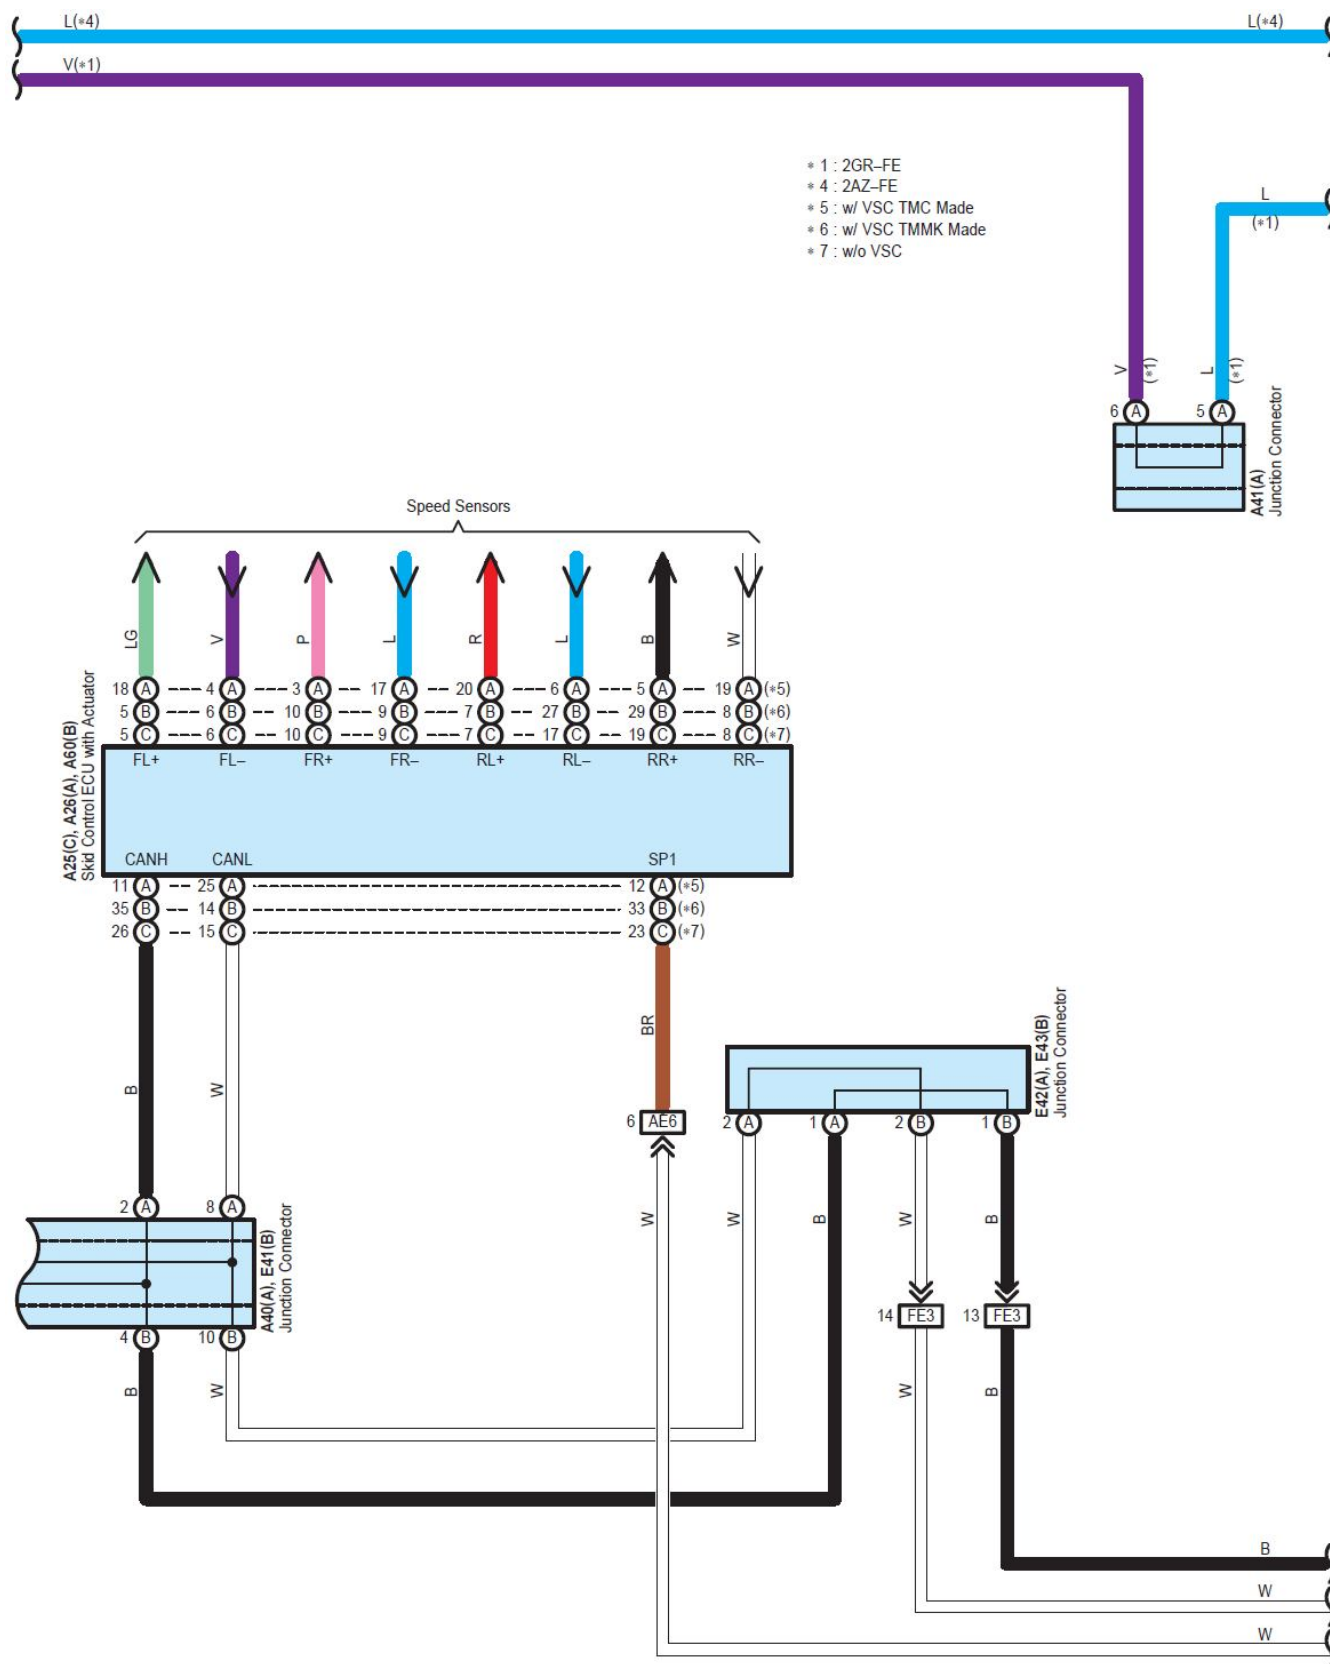 L(∗4) L(∗4)
V(∗1)
∗ 1 : 2GR–FE
∗ 4 : 2AZ–FE
∗ 5 : w/ VSC TMC Made
∗ 6 : w/ VSC TMMK Made
∗ 7 : w/o VSC
L
(∗1)
V (∗1) L (∗1)
6 A 5 A
A41(A)
Junction Connector
Speed Sensors
LG V P L R L B W
18 A 4 A 3 A 17 A 20 A 6 A 5 A 19 A (∗5)
5 B 6 B 10 B 9 B 7 B 27 B 29 B 8 B (∗6)
5 C 6 C 10 C 9 C 7 C 17 C 19 C 8 C (∗7)
FL+ FL– FR+ FR– RL+ RL– RR+ RR–
A25(C), A26(A), A60(B)
Skid Control ECU with Actuator
CANH CANL SP1
11 A 25 A 12 A (∗5)
35 B 14 B 33 B (∗6)
26 C 15 C 23 C (∗7)
BR
E42(A), E43(B)
Junction Connector
B W
6 AE6 2 A 1 A 2 B 1 B
2 A 8 A
W W B W B
A40(A), E41(B)
Junction Connector
14 FE3 13 FE3
4 B 10 B
B W W B
B
W
W